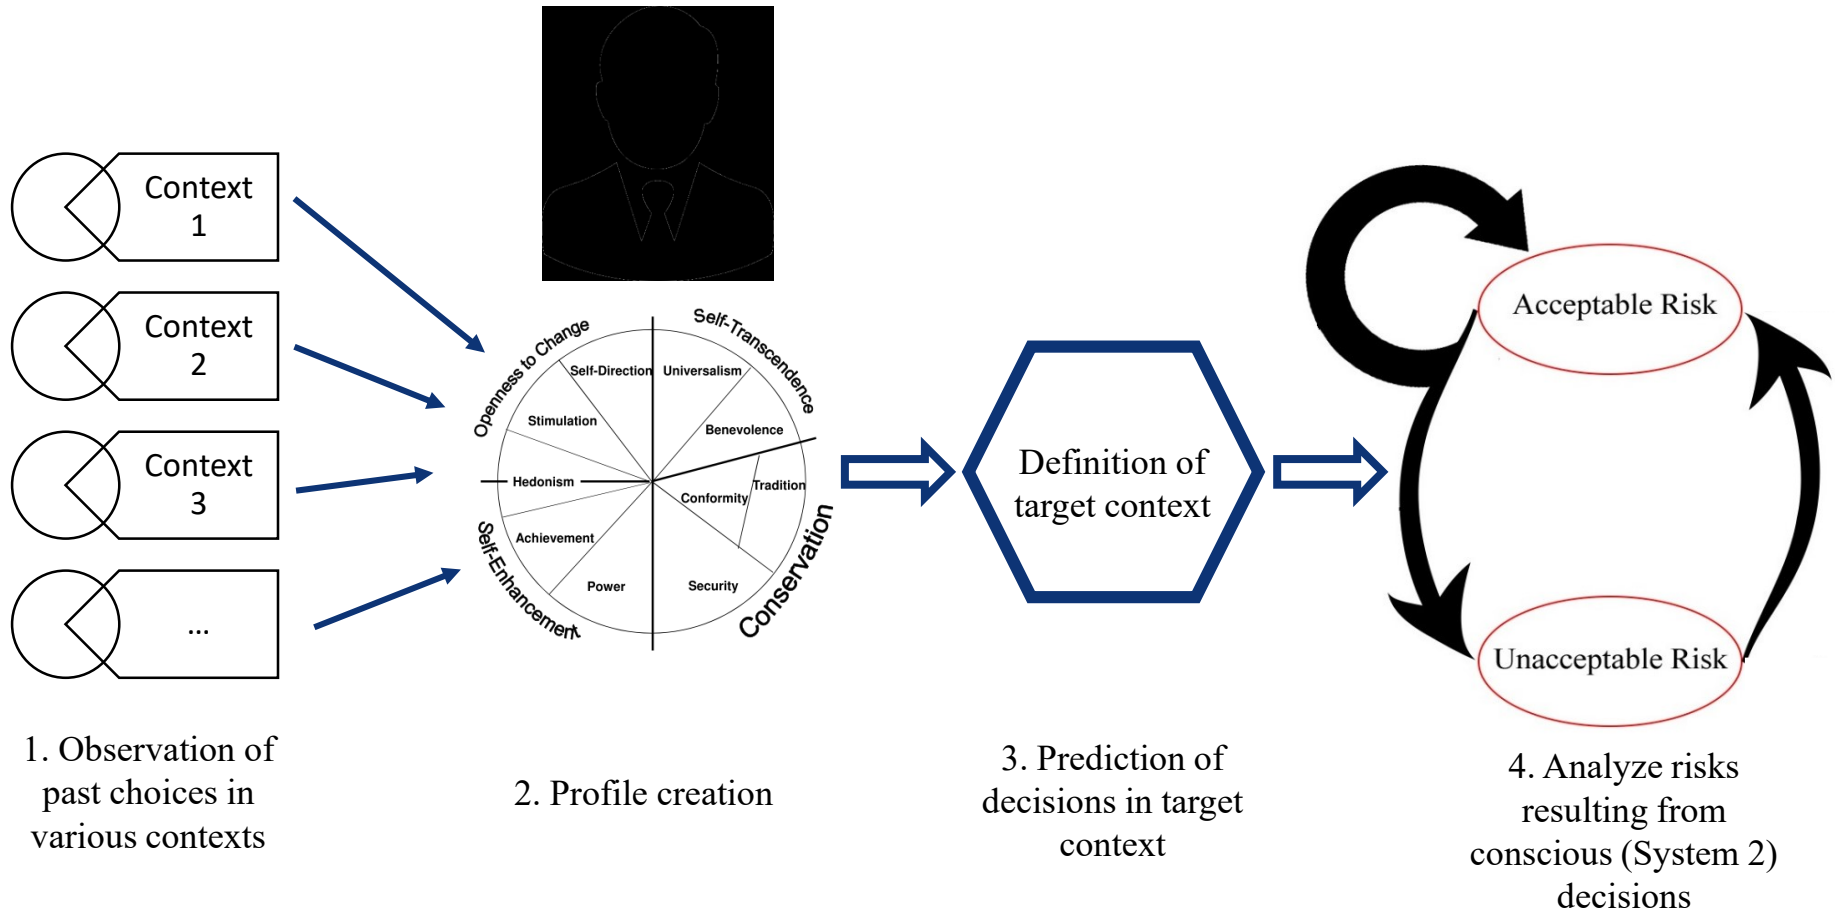 Context
1
Context
2
Context
3
...
1. Observation of
past choices in
various contexts
Openness to Change
Self-Transcendence
Self-Direction
Universalism
Stimulation
Benevolence
Hedonism
Conformity
Tradition
Achievement
Power
Security
Self-Enhancement
Conservation
2. Profile creation
Definition of
target context
3. Prediction of
decisions in target
context
Acceptable Risk
Unacceptable Risk
4. Analyze risks
resulting from
conscious (System 2)
decisions